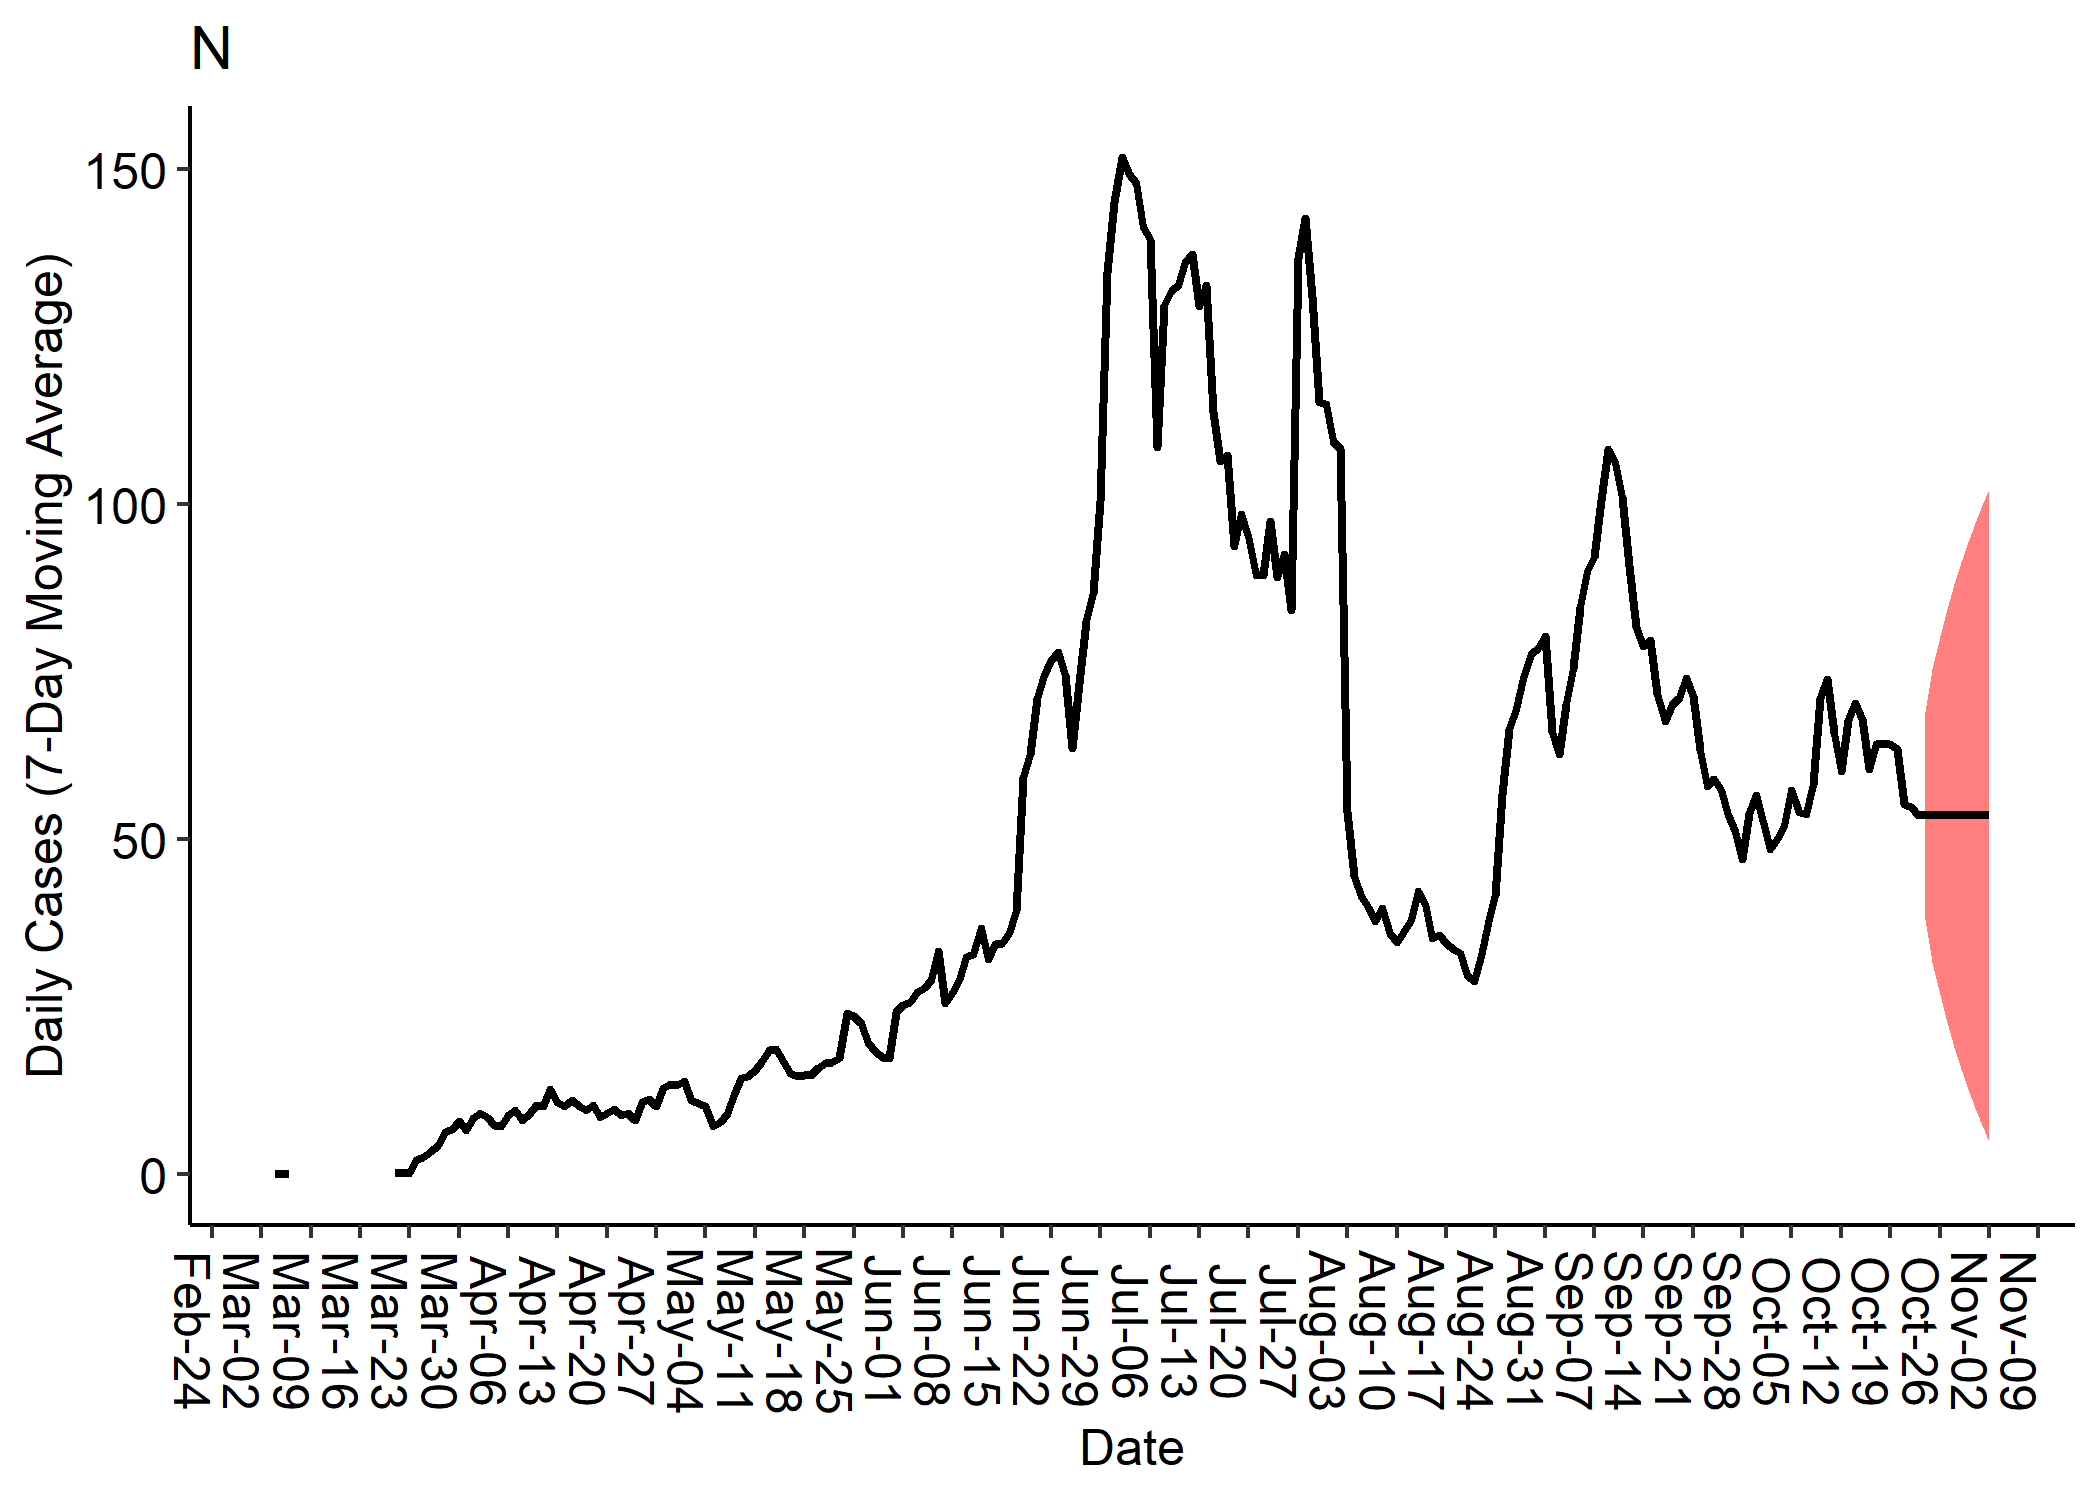 N
Daily Cases (7-Day Moving Average)
150
100
50
0
Feb-24
Mar-02
Mar-09
Mar-16
Mar-23
Mar-30
Apr-06
Apr-13
Apr-20
Apr-27
May-04
May-11
May-18
May-25
Jun-01
Jun-08
Jun-15
Jun-22
Jun-29
Jul-06
Jul-13
Jul-20
Jul-27
Aug-03
Aug-10
Aug-17
Aug-24
Aug-31
Sep-07
Sep-14
Sep-21
Sep-28
Oct-05
Oct-12
Oct-19
Oct-26
Nov-02
Nov-09
Date